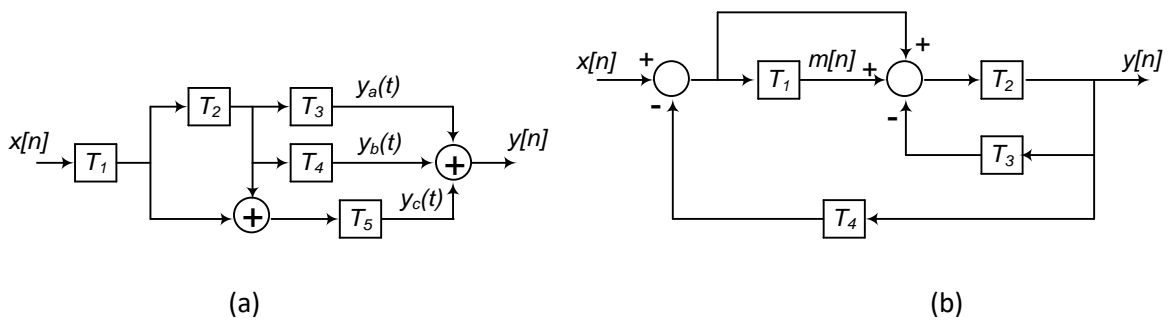 x[n]
T1
T2
T3
T4
T5
ya(t)
yb(t)
yc(t)
+
+
y[n]
(a)
x[n]
+
-
T1
m[n]
+
+
-
T2
y[n]
T3
T4
(b)